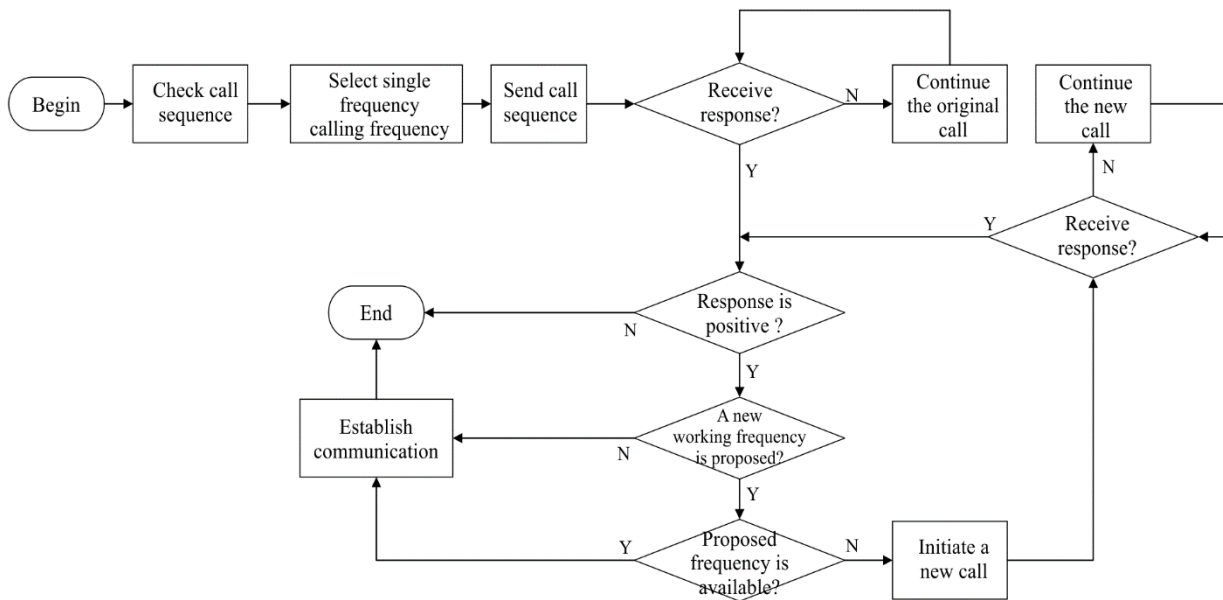 Begin
Check call
sequence
Select single
frequency
calling frequency
Send call
sequence
Receive
response?
N
Continue
the original
call
Continue
the new
call
Y
N
Y
Receive
response?
Response is
positive ?
N
End
Y
Establish
communication
A new
working frequency
is proposed?
N
Y
Proposed
frequency is
available?
Y
N
Initiate a
new call